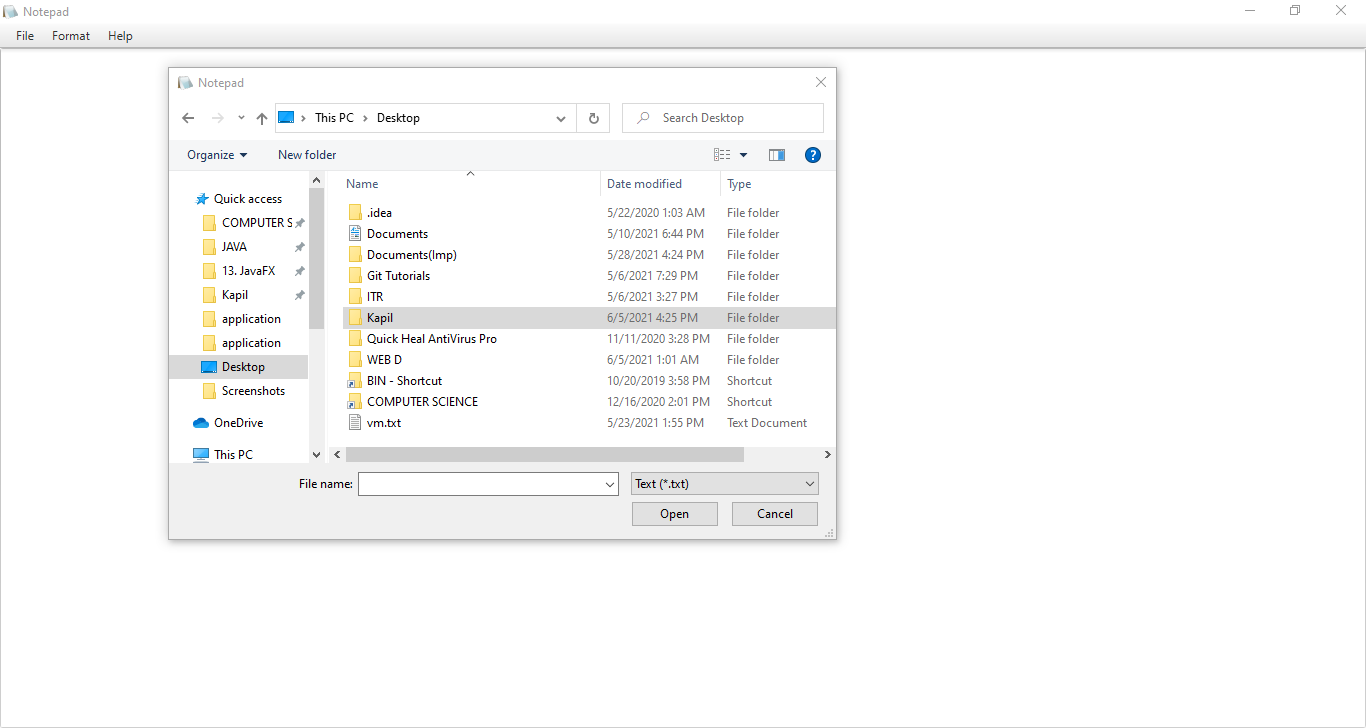 Notepad
File Format Help
Notepad
This PC Desktop
Search Desktop
Organize New folder
Name Date modified Type
Quick access
COMPUTER S
JAVA
13. JavaFX
Kapil
application
application
Desktop
Screenshots
OneDrive
This PC
.idea 5/22/2020 1:03 AM File folder
Documents 5/10/2021 6:44 PM File folder
Documents(Imp) 5/28/2021 4:24 PM File folder
Git Tutorials 5/6/2021 7:29 PM File folder
ITR 5/6/2021 3:27 PM File folder
Kapil 6/5/2021 4:25 PM File folder
Quick Heal AntiVirus Pro 11/11/2020 3:28 PM File folder
WEB D 6/5/2021 1:01 AM File folder
BIN - Shortcut 10/20/2019 3:58 PM Shortcut
COMPUTER SCIENCE 12/16/2020 2:01 PM Shortcut
vm.txt 5/23/2021 1:55 PM Text Document
File name: Text (*.txt)
Open Cancel